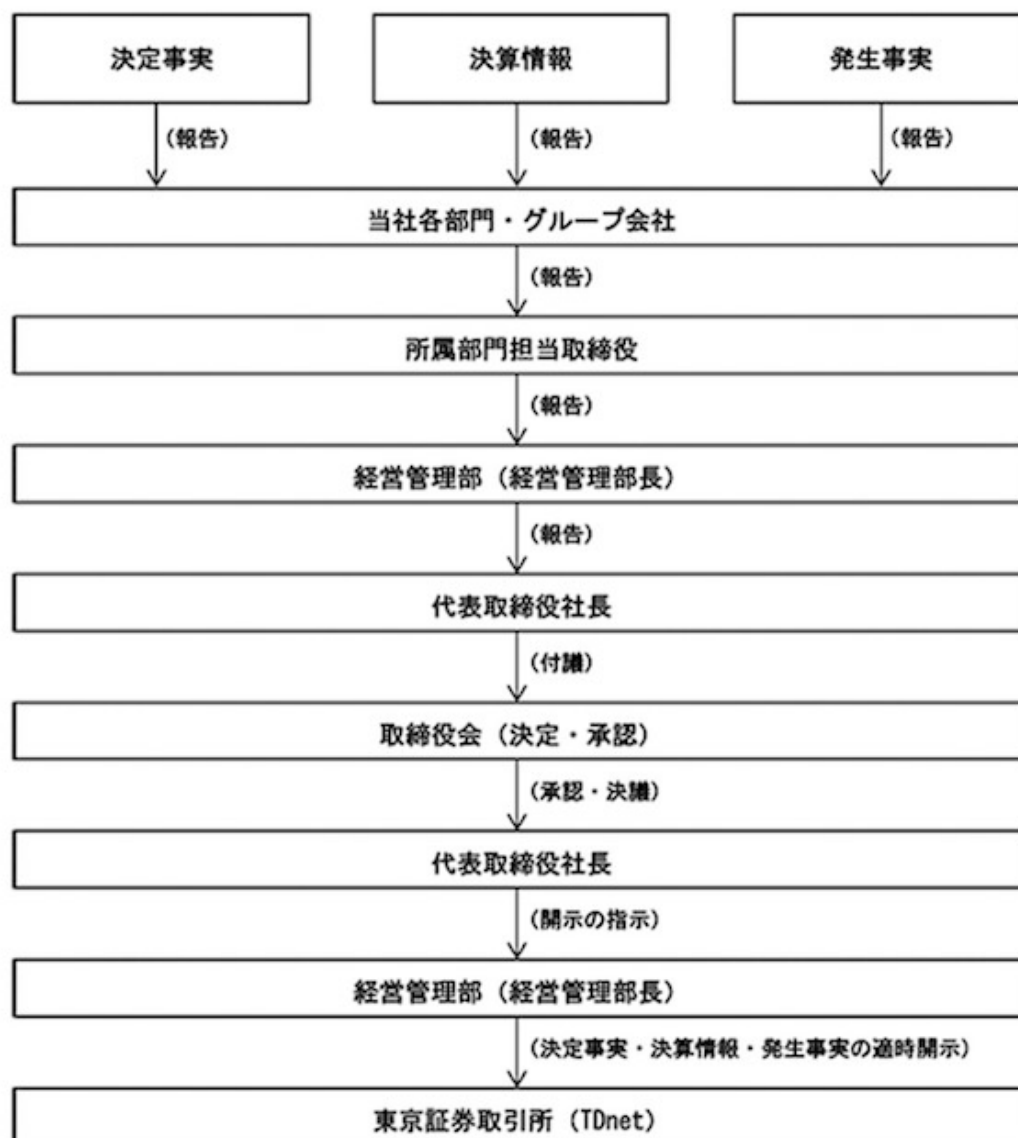 決定事実
決算情報
発生事実
(報告)
(報告)
(報告)
当社各部門・グループ会社
(報告)
所属部門担当取締役
(報告)
経営管理部（経営管理部長）
(報告)
代表取締役社長
(付議)
取締役会（決定・承認）
(承認・決議)
代表取締役社長
(開示の指示)
経営管理部（経営管理部長）
(決定事実・決算情報・発生事実の適時開示)
東京証券取引所（TDnet）